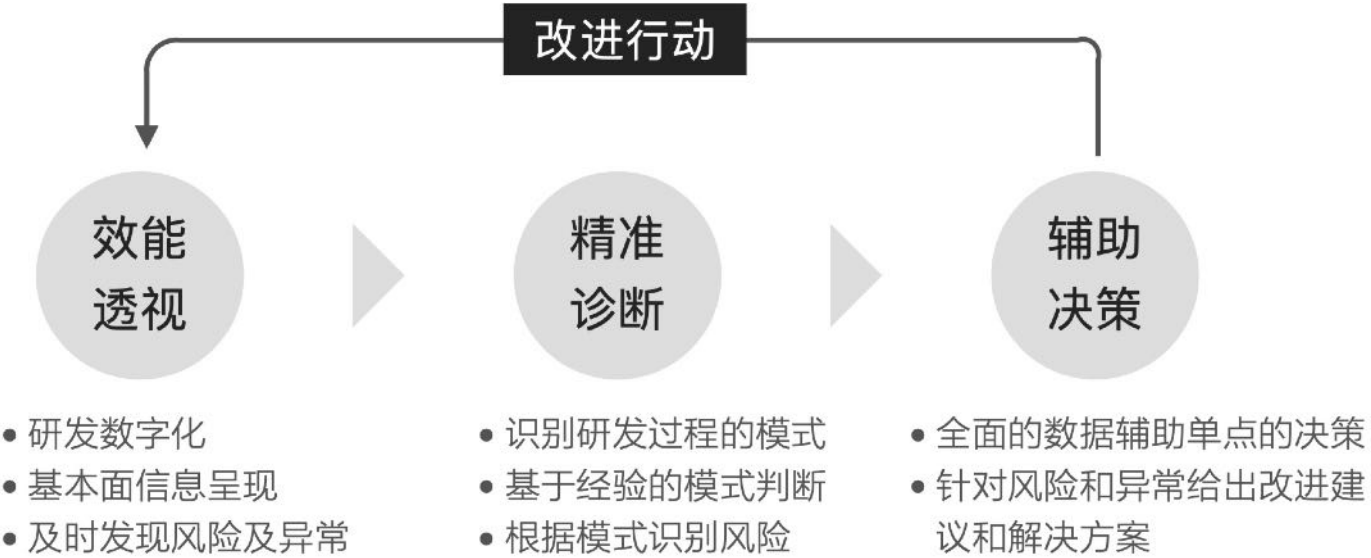 改进行动
效能
透视
精准
诊断
辅助
决策
• 研发数字化
• 基本面信息呈现
• 及时发现风险及异常
• 识别研发过程的模式
• 基于经验的模式判断
• 根据模式识别风险
• 全面的数据辅助单点的决策
• 针对风险和异常给出改进建
议和解决方案